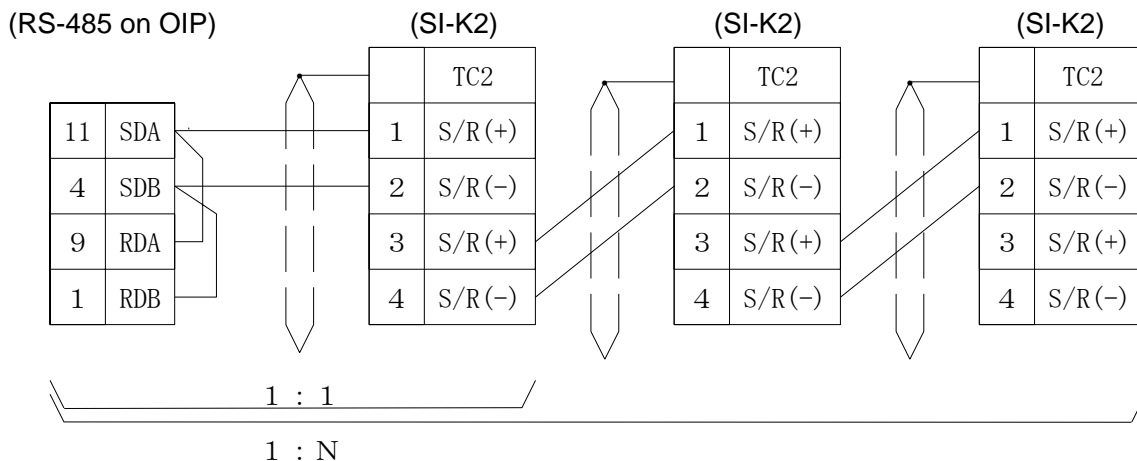 (RS-485 on OIP) (SI-K2) (SI-K2) (SI-K2)
TC2 TC2 TC2
11 SDA 1 S/R(+) 1 S/R(+) 1 S/R(+)
4 SDB 2 S/R(-) 2 S/R(-) 2 S/R(-)
9 RDA 3 S/R(+) 3 S/R(+) 3 S/R(+)
1 RDB 4 S/R(-) 4 S/R(-) 4 S/R(-)
1 : 1
1 : N